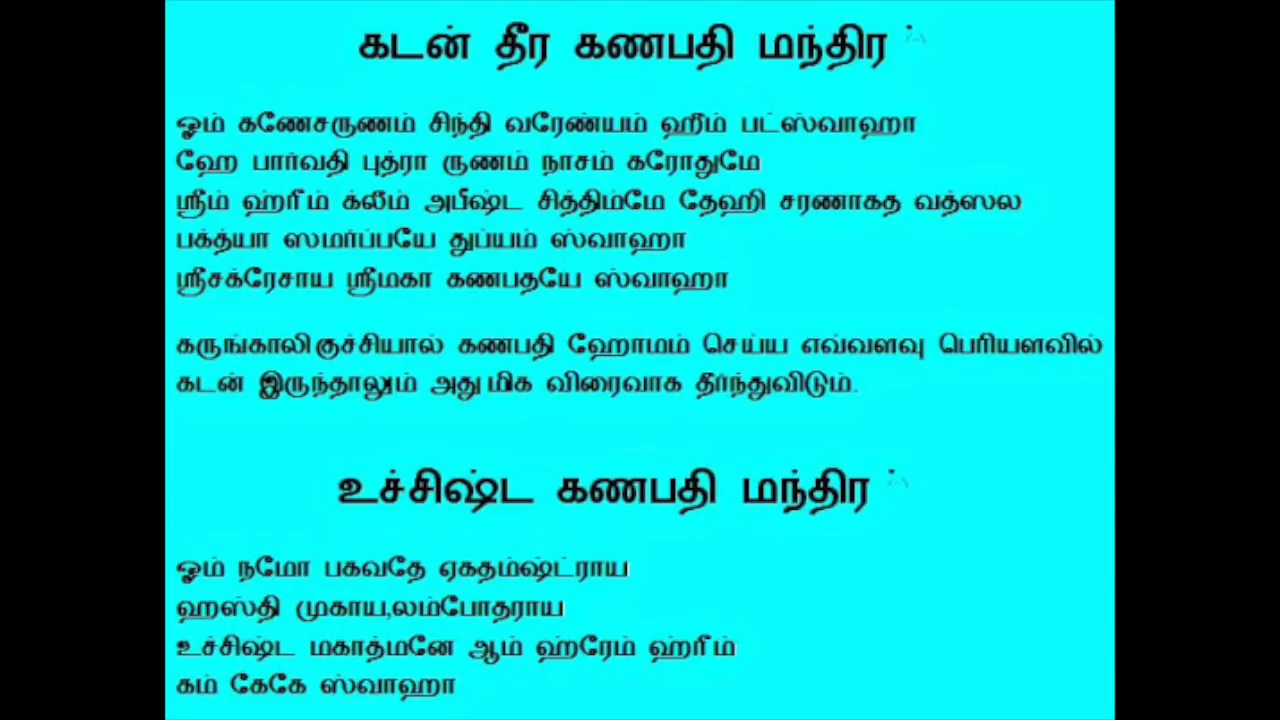 கடன் தீர கணபதி மந்திர
ஓம் கணேசருணம் சிந்தி வரேண்யம் ஹீம் பட்ஸ்வாஹா
ஹே பார்வதி புத்ரா ருணம் நாசம் கரோதுமே
ஸ்ரீம் ஹ்ரீம் க்லீம் அபீஷ்ட சித்திம்மே தேஹி சரணாகத வத்ஸல
பக்த்யா ஸமர்ப்பயே துப்யம் ஸ்வாஹா
ஸ்ரீசக்ரேசாய ஸ்ரீமகா கணபதயே ஸ்வாஹா
கருங்காலிகுச்சியால் கணபதி ஹோமம் செய்ய எவ்வளவு பெரியளவில்
கடன் இருந்தாலும் அதுமிக விரைவாக தீர்ந்துவிடும்.
உச்சிஷ்ட கணபதி மந்திர
ஓம் நமோ பகவதே ஏகதம்ஷ்ட்ராய
ஹஸ்தி முகாய,லம்போதராய
உச்சிஷ்ட மகாத்மனே ஆம் ஹ்ரேம் ஹ்ரீம்
கம் கேகே ஸ்வாஹா